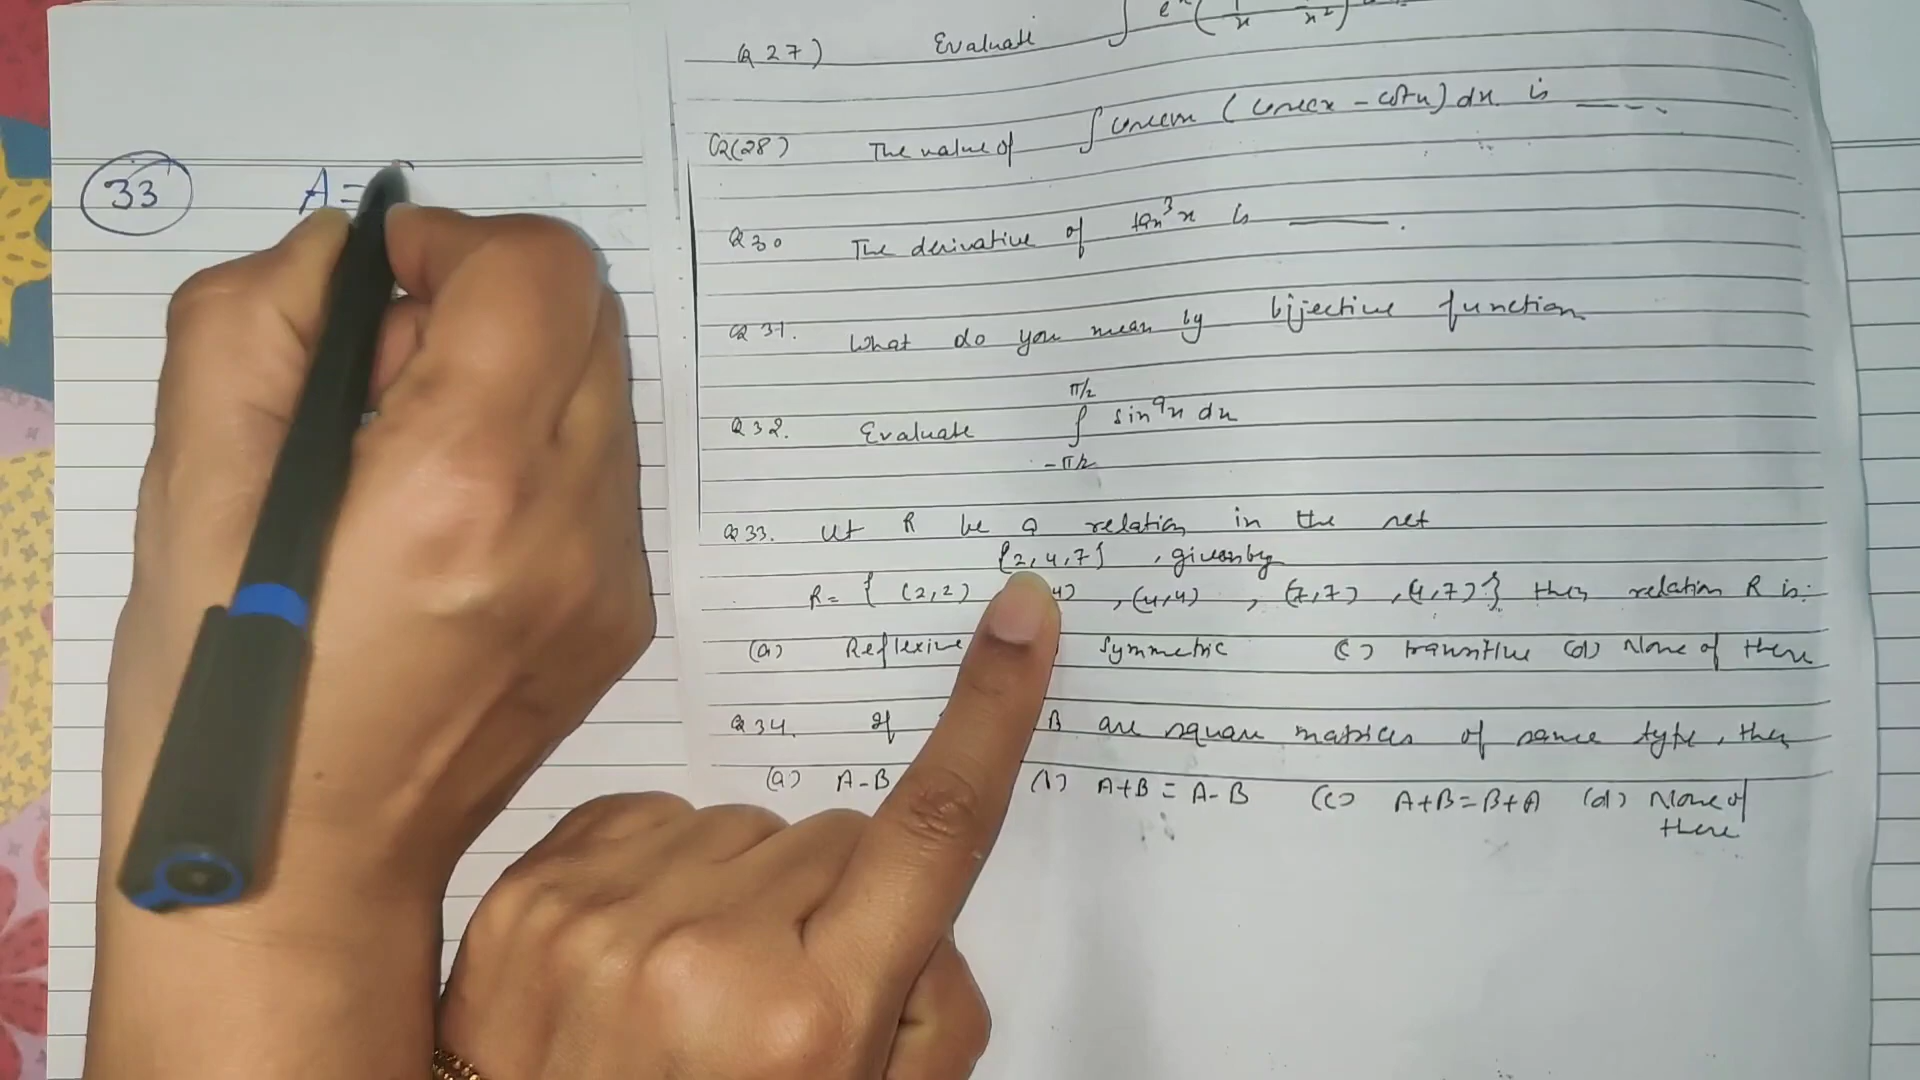 33
A =
Q 27) Evaluate ∫ e^x ( 1/x x² )
Q(28) The value of ∫ cosecx ( cosecx - cotx) dx is ----
Q 30 The derivative of tan³x is ———.
Q 31. What do you mean by bijective function
Q 32. Evaluate ∫ sin⁹x dx
π/2
-π/2
Q 33. let R be a relation in the set
{2,4,7} , given by
R = { (2,2) 4) , (4,4) , (7,7) , (4,7) } then relation R is:
(a) Reflexive ) Symmetric (c) transitive (d) None of these
Q 34. If B are square matrices of same type, then
(a) A-B (b) A+B = A-B (c) A+B=B+A (d) None of
these